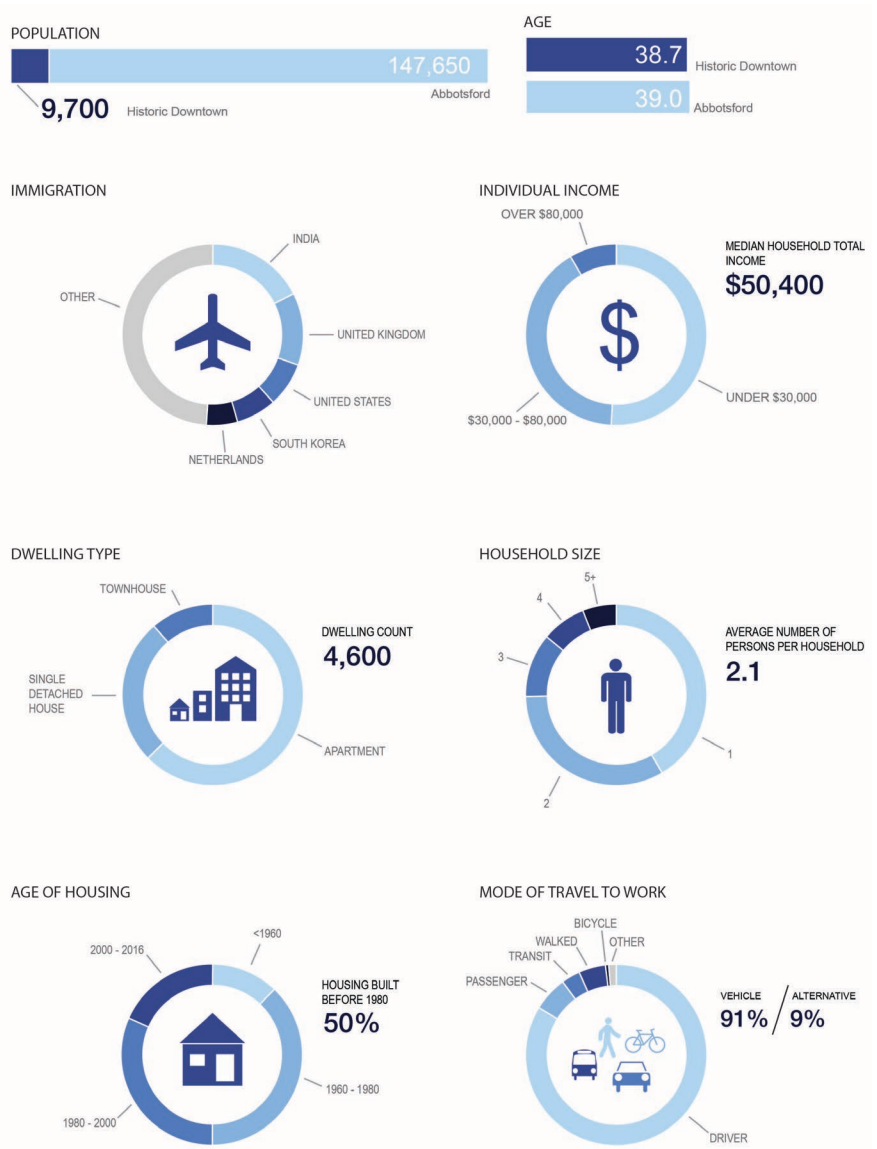 POPULATION
147,650
Abbotsford
9,700 Historic Downtown
AGE
38.7 Historic Downtown
39.0 Abbotsford
IMMIGRATION
INDIA
OTHER
UNITED KINGDOM
UNITED STATES
SOUTH KOREA
NETHERLANDS
INDIVIDUAL INCOME
OVER $80,000
MEDIAN HOUSEHOLD TOTAL
INCOME
$50,400
$
UNDER $30,000
$30,000 - $80,000
DWELLING TYPE
TOWNHOUSE
DWELLING COUNT
4,600
SINGLE
DETACHED
HOUSE
APARTMENT
HOUSEHOLD SIZE
5+
4
3
AVERAGE NUMBER OF
PERSONS PER HOUSEHOLD
2.1
1
2
AGE OF HOUSING
<1960
2000 - 2016
HOUSING BUILT
BEFORE 1980
50%
1960 - 1980
1980 - 2000
MODE OF TRAVEL TO WORK
BICYCLE
WALKED OTHER
TRANSIT
PASSENGER
VEHICLE / ALTERNATIVE
91% / 9%
DRIVER